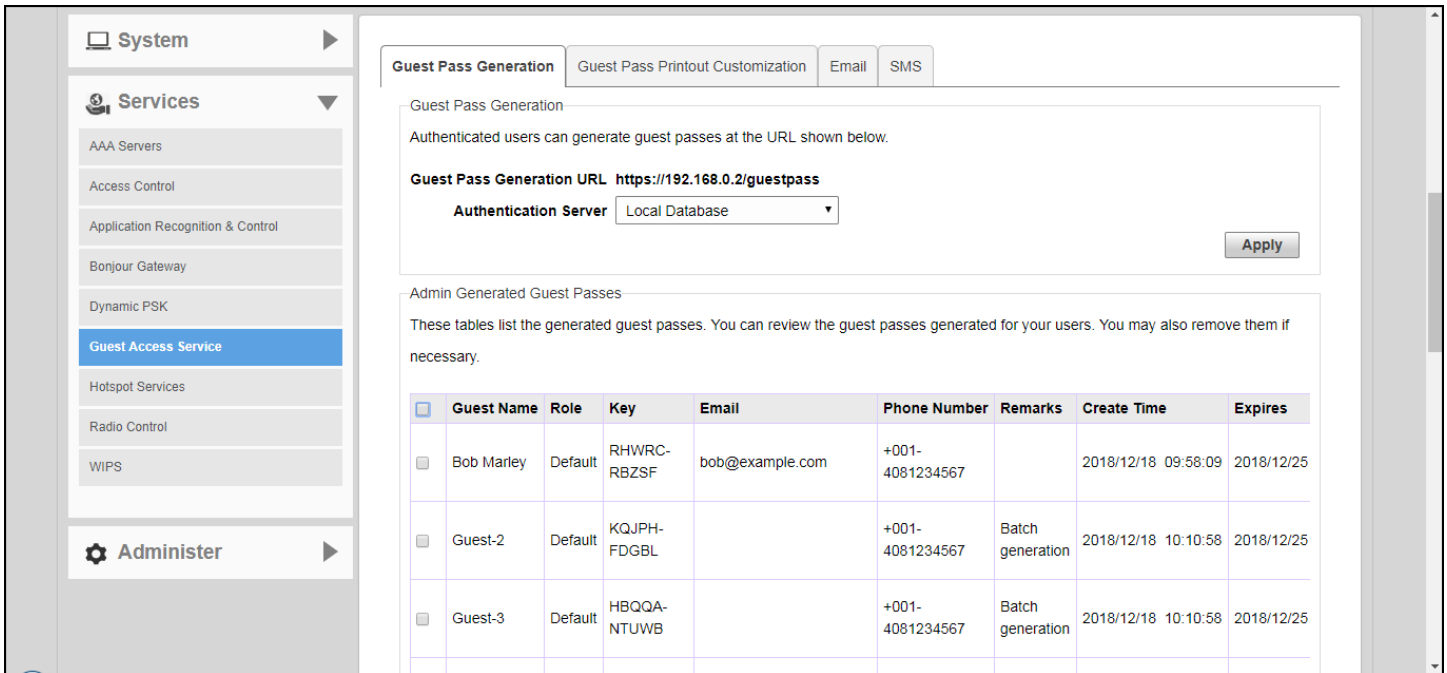 System
Services
AAA Servers
Access Control
Application Recognition & Control
Bonjour Gateway
Dynamic PSK
Guest Access Service
Hotspot Services
Radio Control
WIPS
Administer
Guest Pass Generation Guest Pass Printout Customization Email SMS
Guest Pass Generation
Authenticated users can generate guest passes at the URL shown below.
Guest Pass Generation URL https://192.168.0.2/guestpass
Authentication Server Local Database
Apply
Admin Generated Guest Passes
These tables list the generated guest passes. You can review the guest passes generated for your users. You may also remove them if
necessary.
Guest Name Role Key Email Phone Number Remarks Create Time Expires
Bob Marley Default RHWRC-RBZSF bob@example.com +001-4081234567 2018/12/18 09:58:09 2018/12/25
Guest-2 Default KQJPH-FDGBL +001-4081234567 Batch generation 2018/12/18 10:10:58 2018/12/25
Guest-3 Default HBQQA-NTUWB +001-4081234567 Batch generation 2018/12/18 10:10:58 2018/12/25